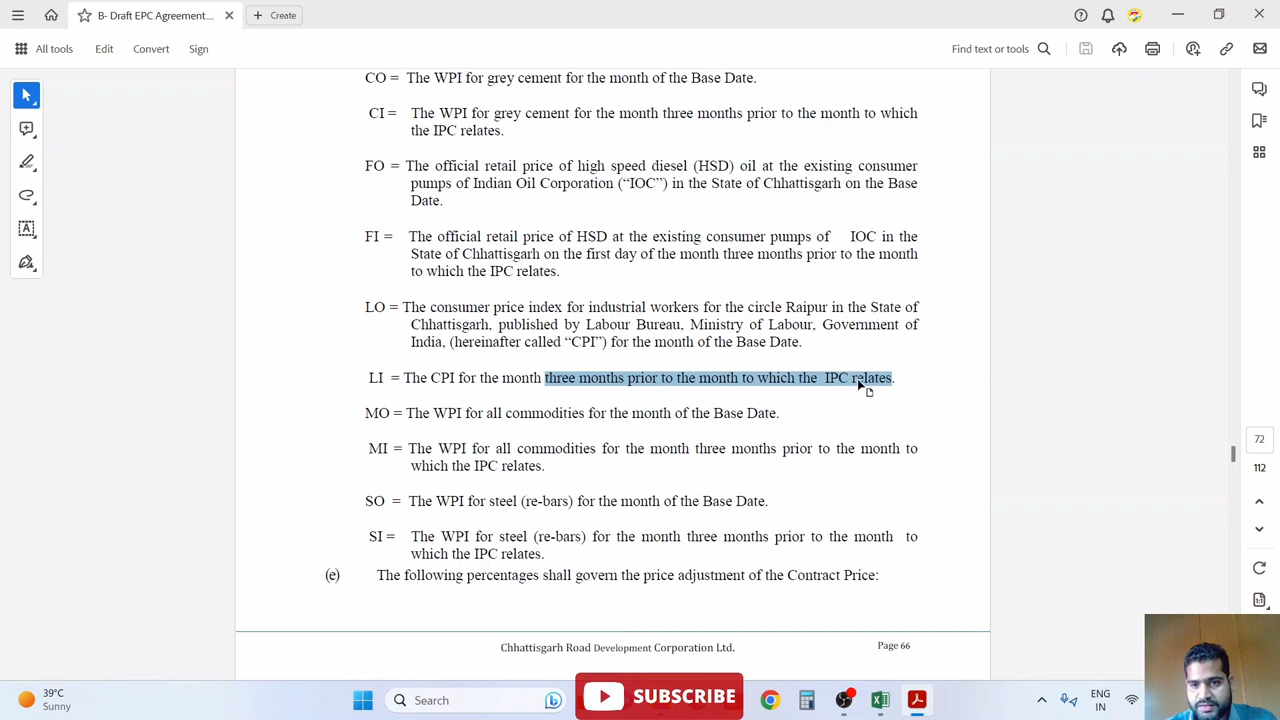 B- Draft EPC Agreement....
Create
All tools
Edit
Convert
Sign
Find text or tools
CO = The WPI for grey cement for the month of the Base Date.
CI = The WPI for grey cement for the month three months prior to the month to which
the IPC relates.
FO = The official retail price of high speed diesel (HSD) oil at the existing consumer
pumps of Indian Oil Corporation (“IOC”) in the State of Chhattisgarh on the Base
Date.
FI = The official retail price of HSD at the existing consumer pumps of IOC in the
State of Chhattisgarh on the first day of the month three months prior to the month
to which the IPC relates.
LO = The consumer price index for industrial workers for the circle Raipur in the State of
Chhattisgarh, published by Labour Bureau, Ministry of Labour, Government of
India, (hereinafter called “CPI”) for the month of the Base Date.
LI = The CPI for the month three months prior to the month to which the IPC relates.
MO = The WPI for all commodities for the month of the Base Date.
MI = The WPI for all commodities for the month three months prior to the month to
which the IPC relates.
SO = The WPI for steel (re-bars) for the month of the Base Date.
SI = The WPI for steel (re-bars) for the month three months prior to the month to
which the IPC relates.
(e) The following percentages shall govern the price adjustment of the Contract Price:
Chhattisgarh Road Development Corporation Ltd.
Page 66
72
112
39°C
Sunny
Search
SUBSCRIBE
ENG
IN